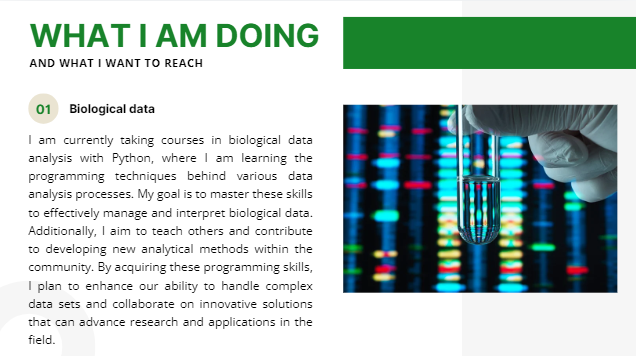 WHAT I AM DOING
AND WHAT I WANT TO REACH
01 Biological data
I am currently taking courses in biological data
analysis with Python, where I am learning the
programming techniques behind various data
analysis processes. My goal is to master these skills
to effectively manage and interpret biological data.
Additionally, I aim to teach others and contribute
to developing new analytical methods within the
community. By acquiring these programming skills,
I plan to enhance our ability to handle complex
data sets and collaborate on innovative solutions
that can advance research and applications in the
field.